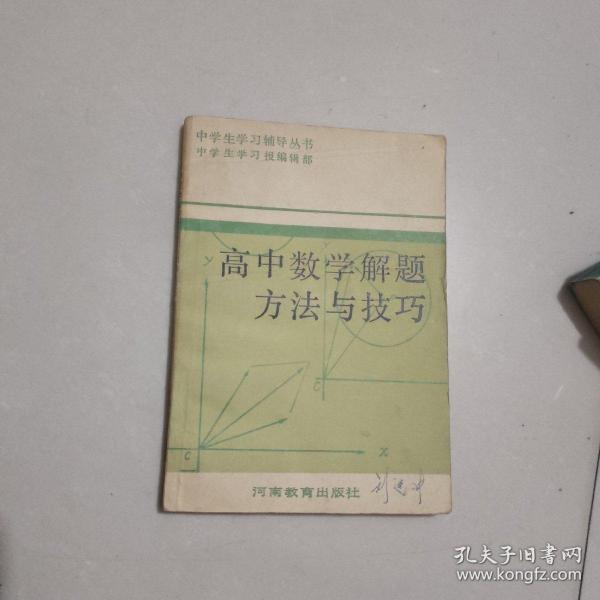 中学生学习辅导丛书
中学生学习报编辑部
高中数学解题
方法与技巧
y
x
c
c
河南教育出版社
孔夫子旧书网
www.kongfz.com